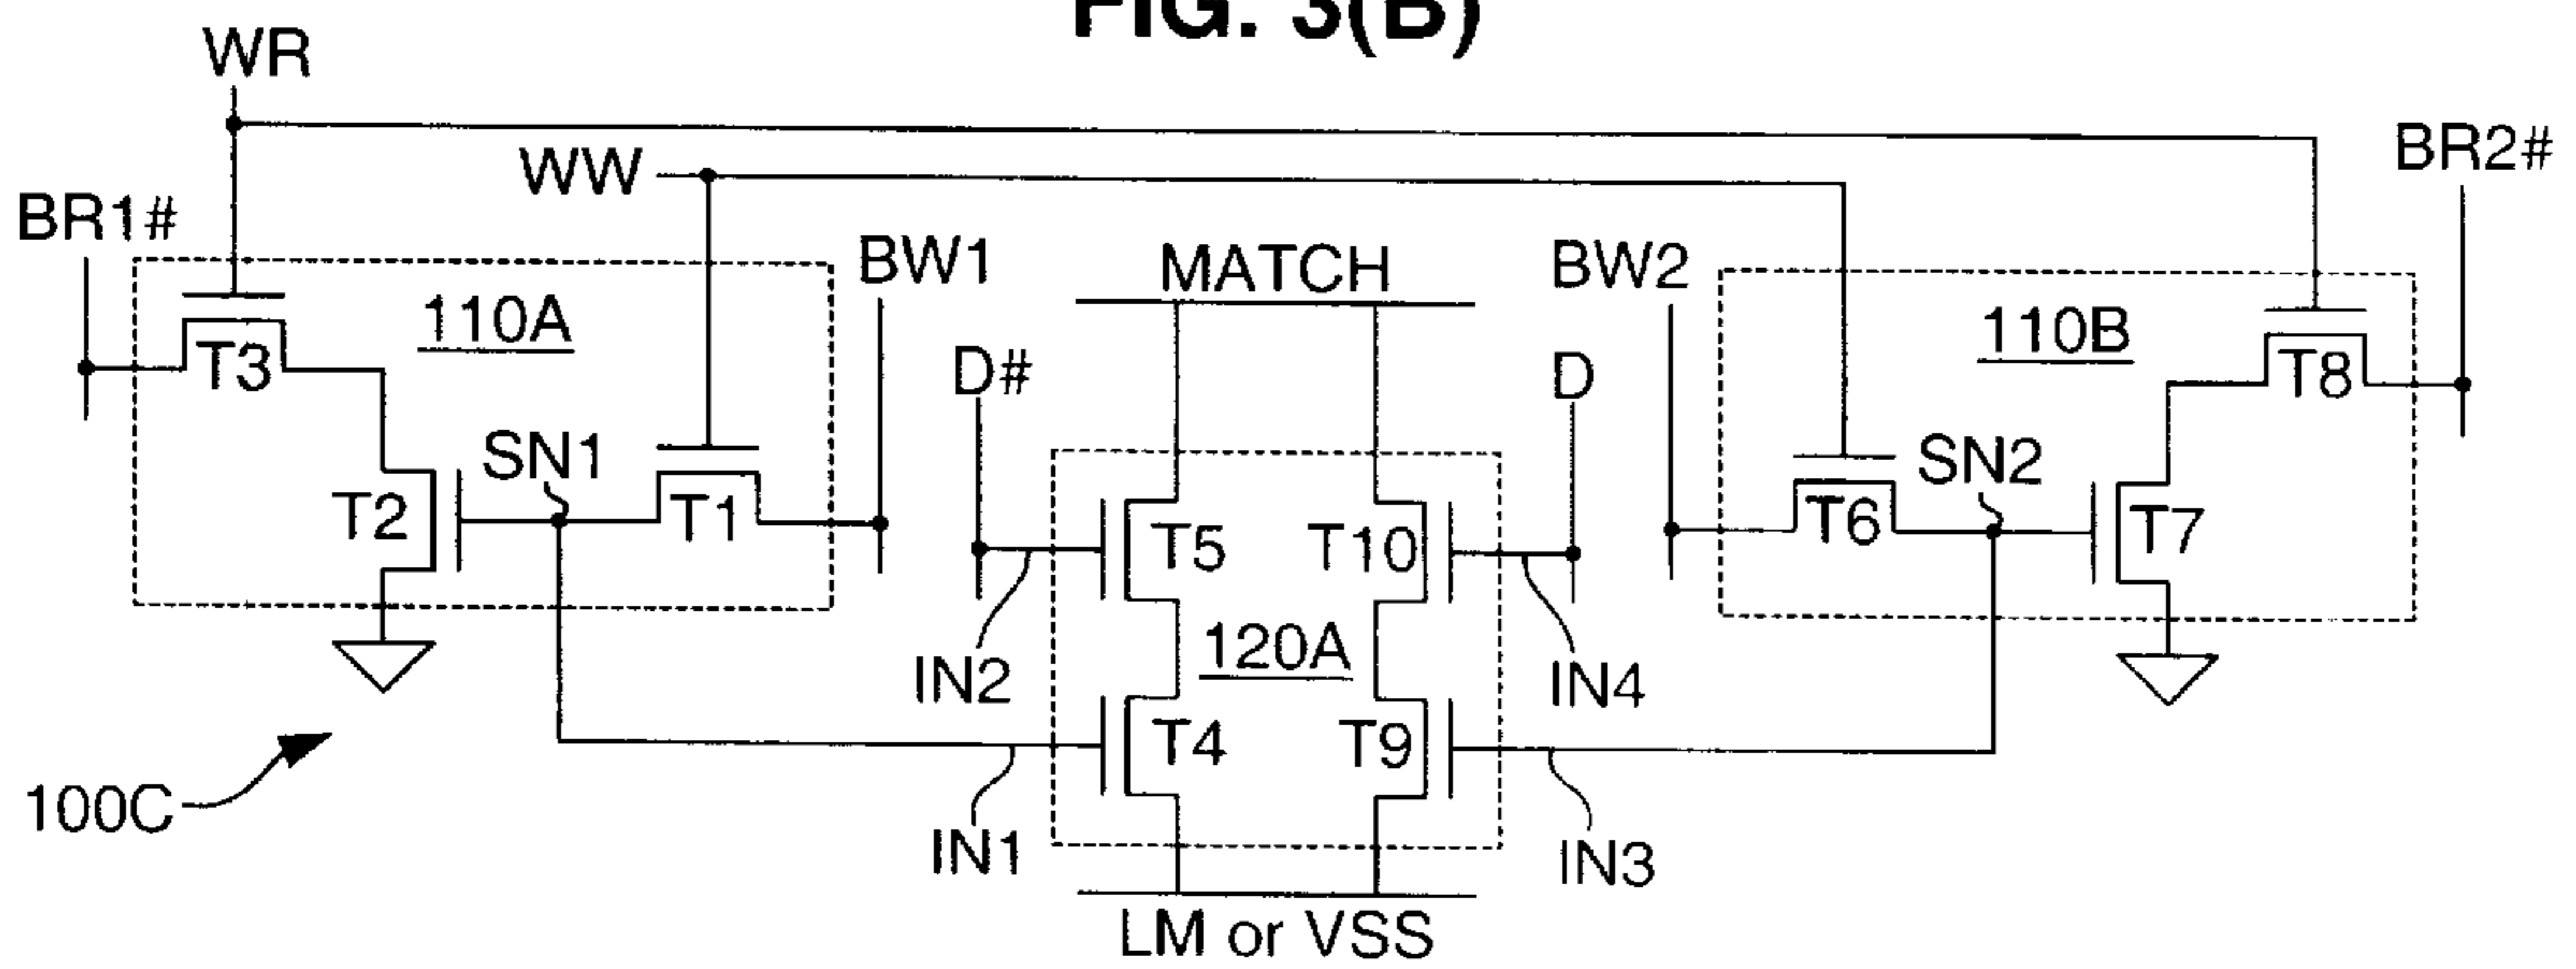 FIG. 3(B)
WR
WW
BR1#
BR2#
BW1
MATCH
BW2
110A
110B
T3
D#
D
T8
SN1
SN2
T2
T1
T5
T10
T6
T7
IN2
120A
IN4
T4
T9
100C
IN1
IN3
LM or VSS